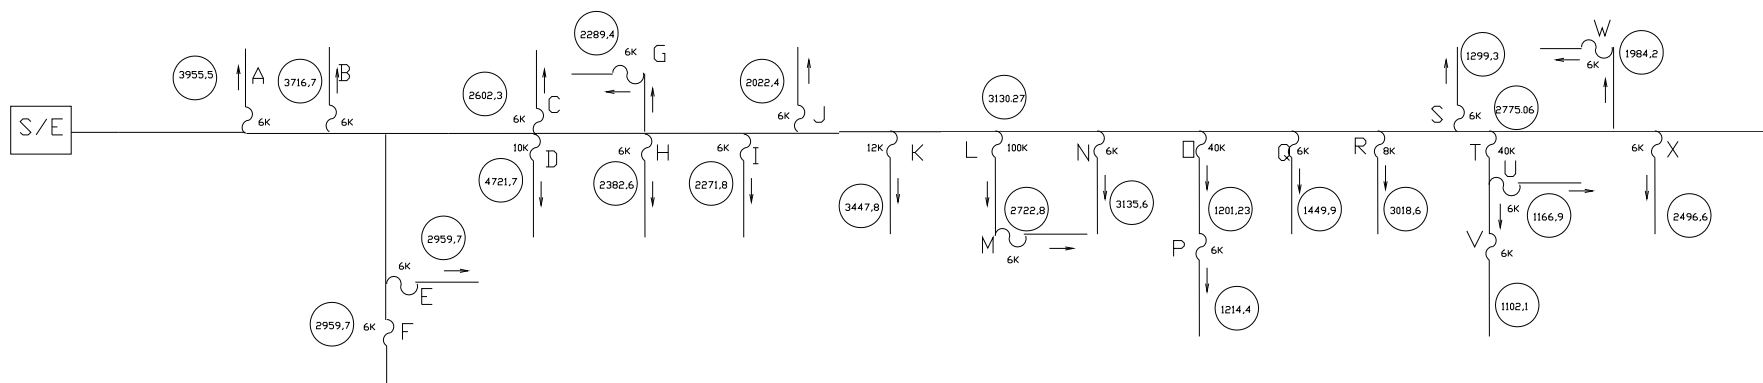 S/E
3955,5
A
6K
3716,7
B
6K
2959,7
6K
E
2959,7
6K
F
2602,3
C
6K
10K
D
4721,7
2289,4
6K
G
6K
H
2382,6
6K
I
2271,8
2022,4
6K
J
12K
K
3447,8
3130.27
L
100K
2722,8
M
6K
N
6K
3135,6
O
40K
1201,23
P
6K
1214,4
Q
6K
1449,9
R
8K
3018,6
1299,3
S
6K
2775.06
T
40K
U
6K
1166,9
V
6K
1102,1
W
6K
1984,2
6K
X
2496,6